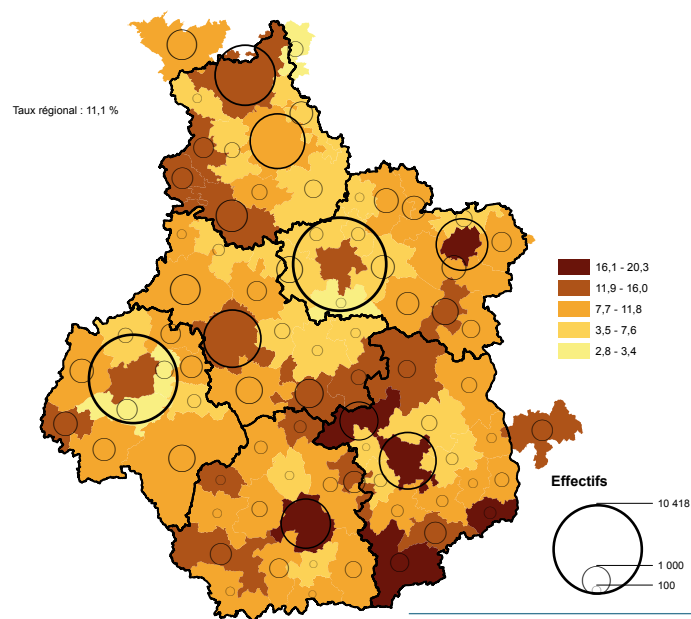 Taux régional : 11,1 %
16,1 - 20,3
11,9 - 16,0
7,7 - 11,8
3,5 - 7,6
2,8 - 3,4
Effectifs
10 418
1 000
100